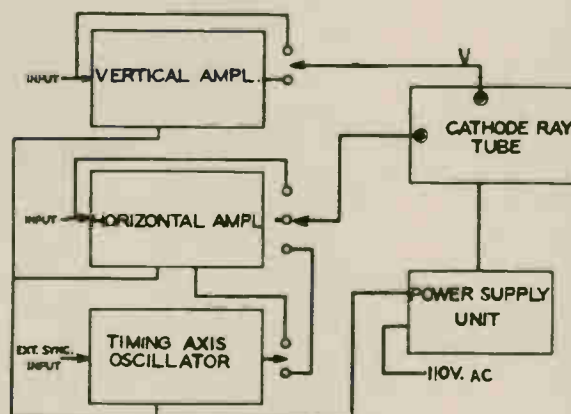 INPUT
VERTICAL AMPL.
V
CATHODE RAY
TUBE
INPUT
HORIZONTAL AMPL
EXT. SYNC.
INPUT
TIMING AXIS
OSCILLATOR
POWER SUPPLY
UNIT
110V. AC